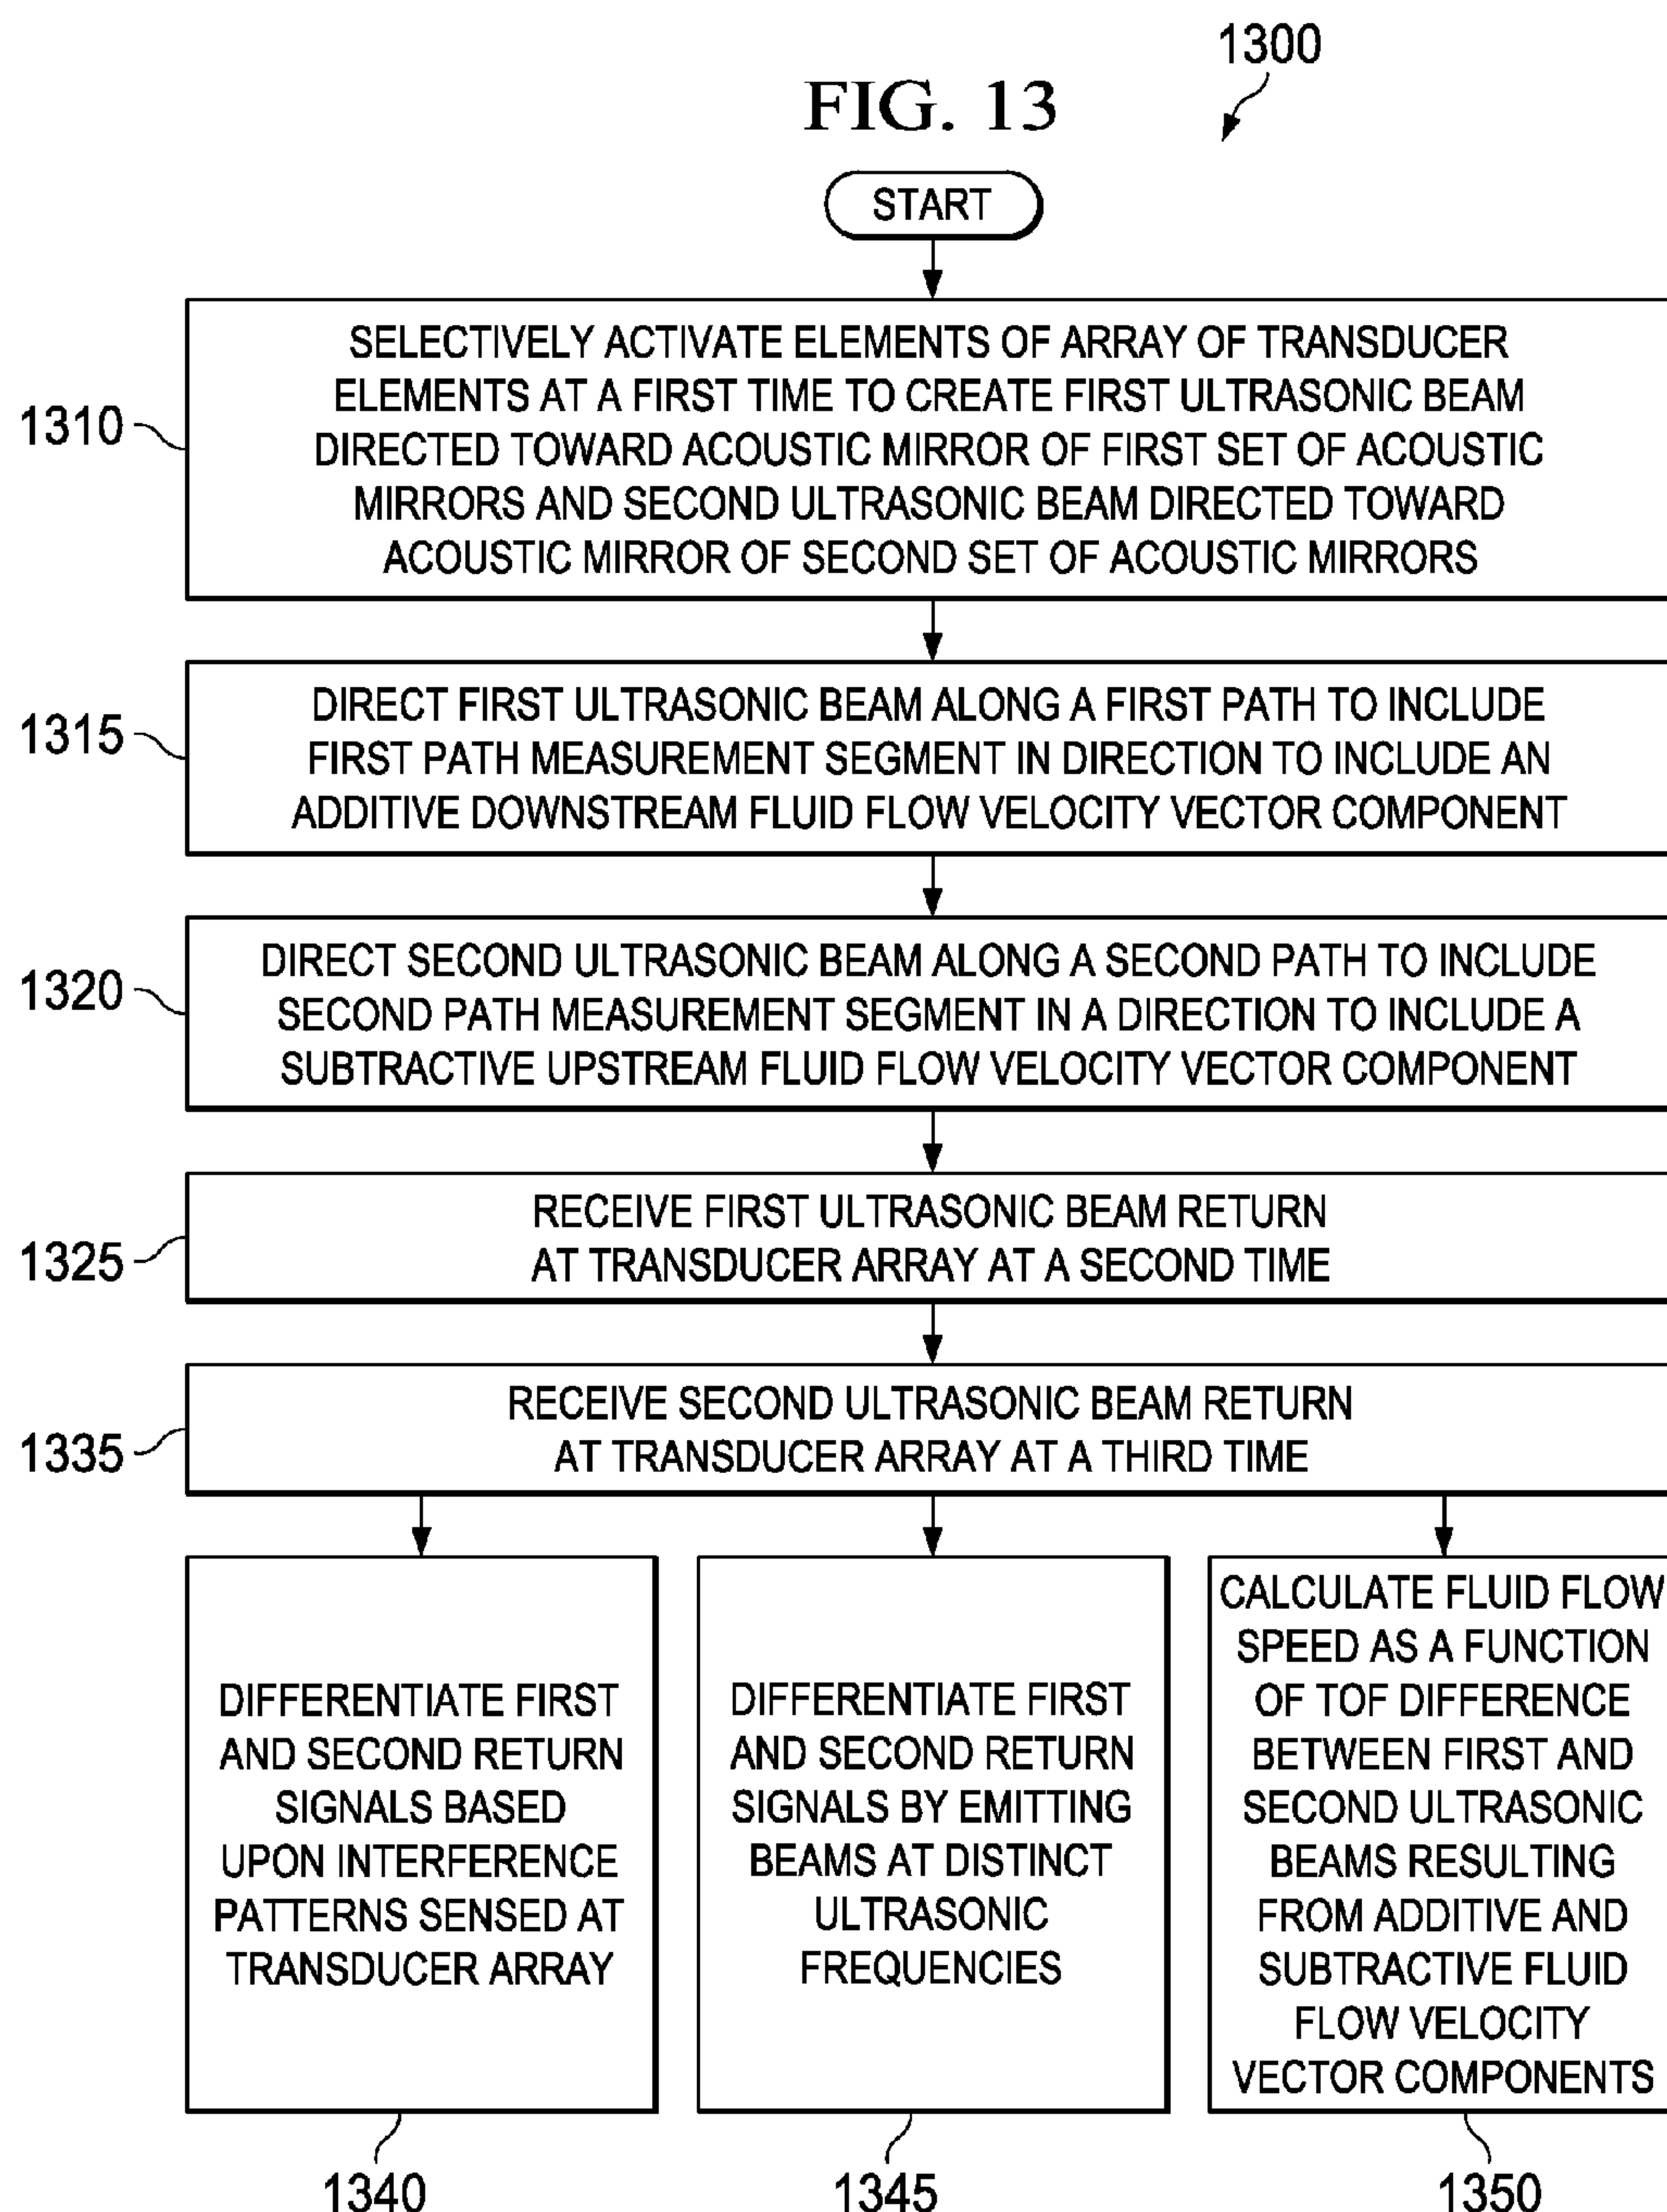 1300
FIG. 13
START
1310
SELECTIVELY ACTIVATE ELEMENTS OF ARRAY OF TRANSDUCER
ELEMENTS AT A FIRST TIME TO CREATE FIRST ULTRASONIC BEAM
DIRECTED TOWARD ACOUSTIC MIRROR OF FIRST SET OF ACOUSTIC
MIRRORS AND SECOND ULTRASONIC BEAM DIRECTED TOWARD
ACOUSTIC MIRROR OF SECOND SET OF ACOUSTIC MIRRORS
1315
DIRECT FIRST ULTRASONIC BEAM ALONG A FIRST PATH TO INCLUDE
FIRST PATH MEASUREMENT SEGMENT IN DIRECTION TO INCLUDE AN
ADDITIVE DOWNSTREAM FLUID FLOW VELOCITY VECTOR COMPONENT
1320
DIRECT SECOND ULTRASONIC BEAM ALONG A SECOND PATH TO INCLUDE
SECOND PATH MEASUREMENT SEGMENT IN A DIRECTION TO INCLUDE A
SUBTRACTIVE UPSTREAM FLUID FLOW VELOCITY VECTOR COMPONENT
1325
RECEIVE FIRST ULTRASONIC BEAM RETURN
AT TRANSDUCER ARRAY AT A SECOND TIME
1335
RECEIVE SECOND ULTRASONIC BEAM RETURN
AT TRANSDUCER ARRAY AT A THIRD TIME
DIFFERENTIATE FIRST
AND SECOND RETURN
SIGNALS BASED
UPON INTERFERENCE
PATTERNS SENSED AT
TRANSDUCER ARRAY
1340
DIFFERENTIATE FIRST
AND SECOND RETURN
SIGNALS BY EMITTING
BEAMS AT DISTINCT
ULTRASONIC
FREQUENCIES
1345
CALCULATE FLUID FLOW
SPEED AS A FUNCTION
OF TOF DIFFERENCE
BETWEEN FIRST AND
SECOND ULTRASONIC
BEAMS RESULTING
FROM ADDITIVE AND
SUBTRACTIVE FLUID
FLOW VELOCITY
VECTOR COMPONENTS
1350